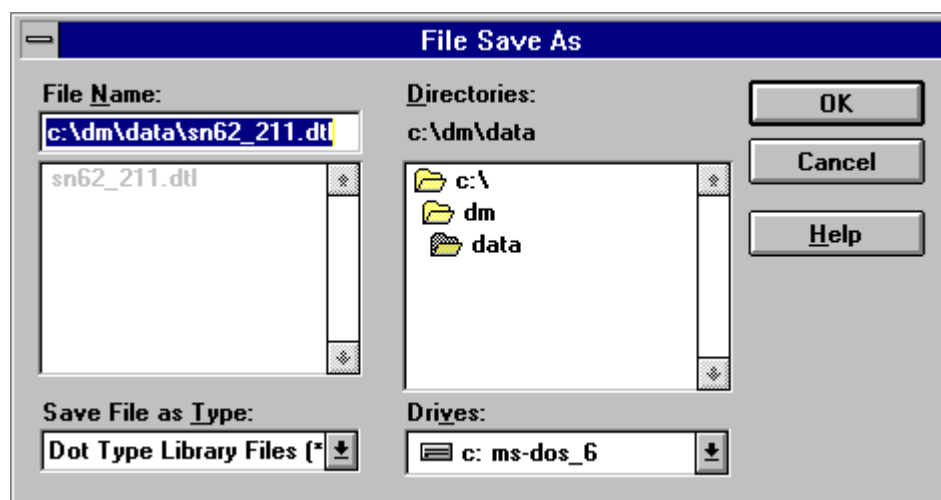 File Save As
File Name:
c:\dm\data\sn62_211.dtl
sn62_211.dtl
Save File as Type:
Dot Type Library Files (*
Directories:
c:\dm\data
c:\
dm
data
Drives:
c: ms-dos_6
OK
Cancel
Help